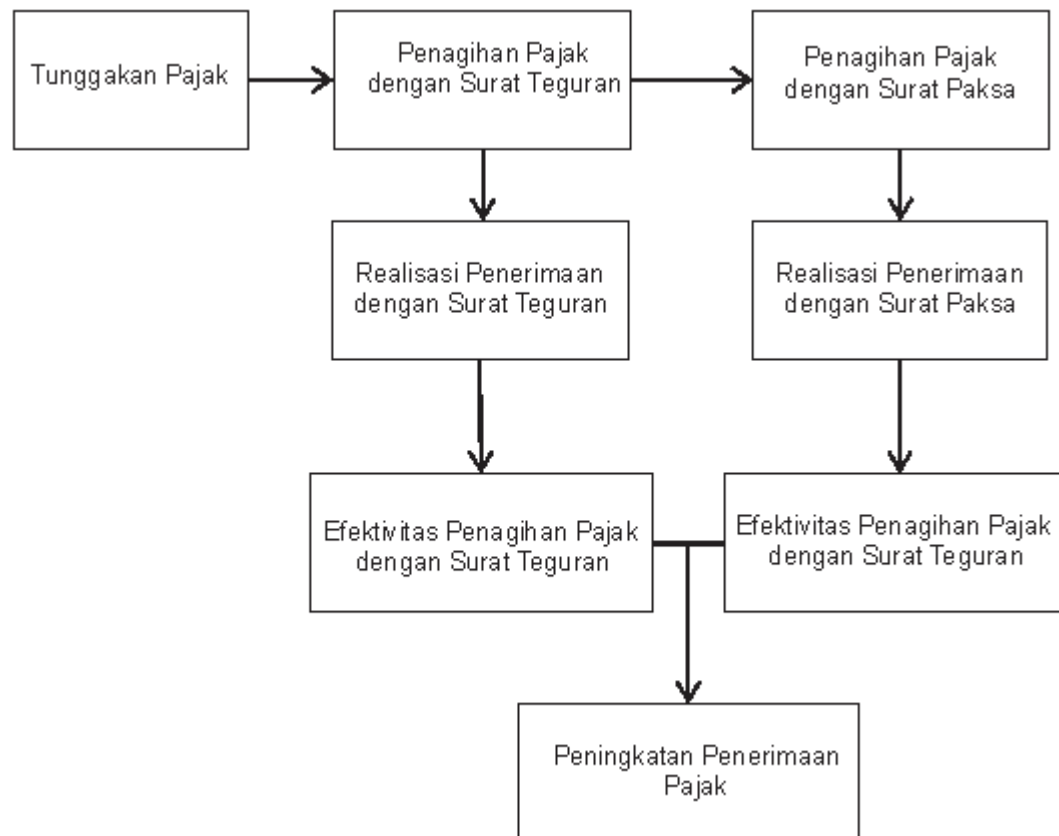 Tunggakan Pajak
Penagihan Pajak
dengan Surat Teguran
Penagihan Pajak
dengan Surat Paksa
Realisasi Penerimaan
dengan Surat Teguran
Realisasi Penerimaan
dengan Surat Paksa
Efektivitas Penagihan Pajak
dengan Surat Teguran
Efektivitas Penagihan Pajak
dengan Surat Teguran
Peningkatan Penerimaan
Pajak